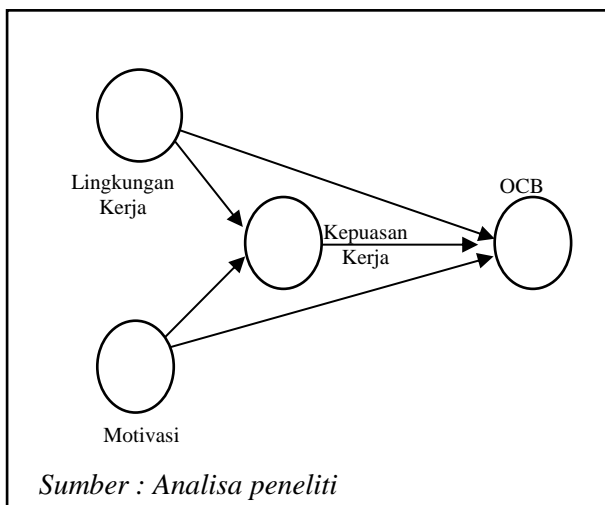 Lingkungan
Kerja
OCB
Kepuasan
Kerja
Motivasi
Sumber : Analisa peneliti